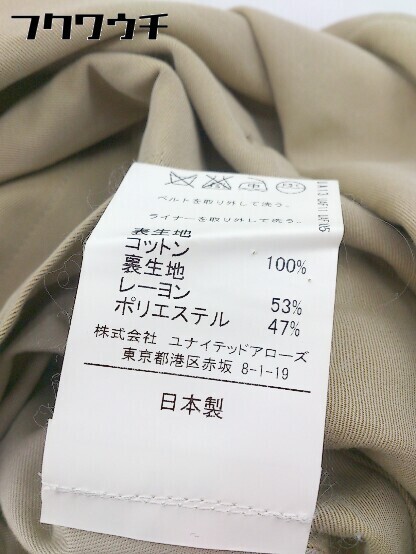 フクワウチ
ベルトを取り外して洗う。
ライナーを取り外して洗う。
表生地
コットン 100%
裏生地
レーヨン 53%
ポリエステル 47%
株式会社 ユナイテッドアローズ
東京都港区赤坂 8-1-19
日本製